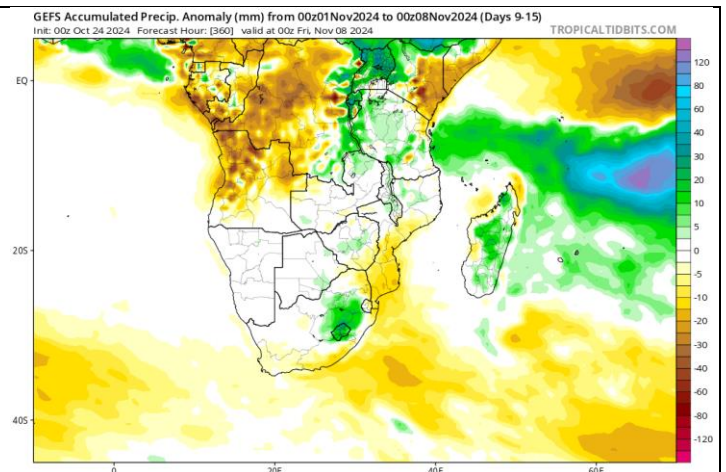 GEFS Accumulated Precip. Anomaly (mm) from 00z01Nov2024 to 00z08Nov2024 (Days 9-15)
Init: 00z Oct 24 2024 Forecast Hour: [360] valid at 00z Fri, Nov 08 2024
TROPICALTIDBITS.COM
EQ
20S
40S
0
20E
40E
60E
120
80
60
40
30
20
10
5
0
-5
-10
-20
-30
-40
-60
-80
-120